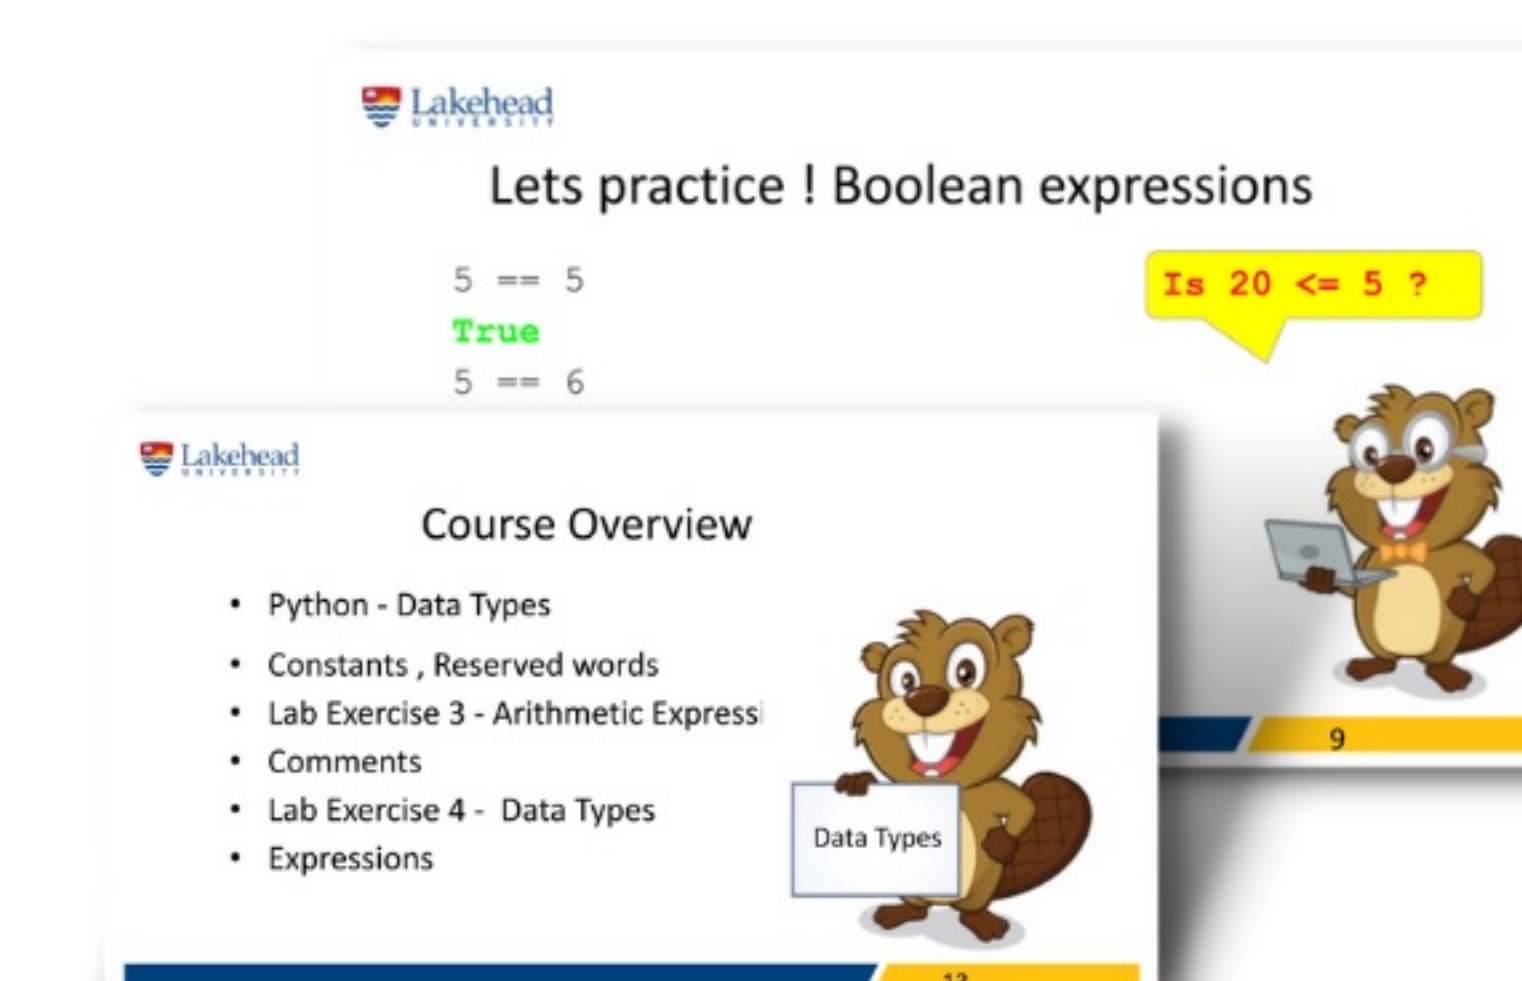 Lakehead
UNIVERSITY
Lets practice ! Boolean expressions
5 == 5
True
5 == 6
Is 20 <= 5 ?
9
Lakehead
UNIVERSITY
Course Overview
• Python - Data Types
• Constants , Reserved words
• Lab Exercise 3 - Arithmetic Expressi
• Comments
• Lab Exercise 4 - Data Types
• Expressions
Data Types